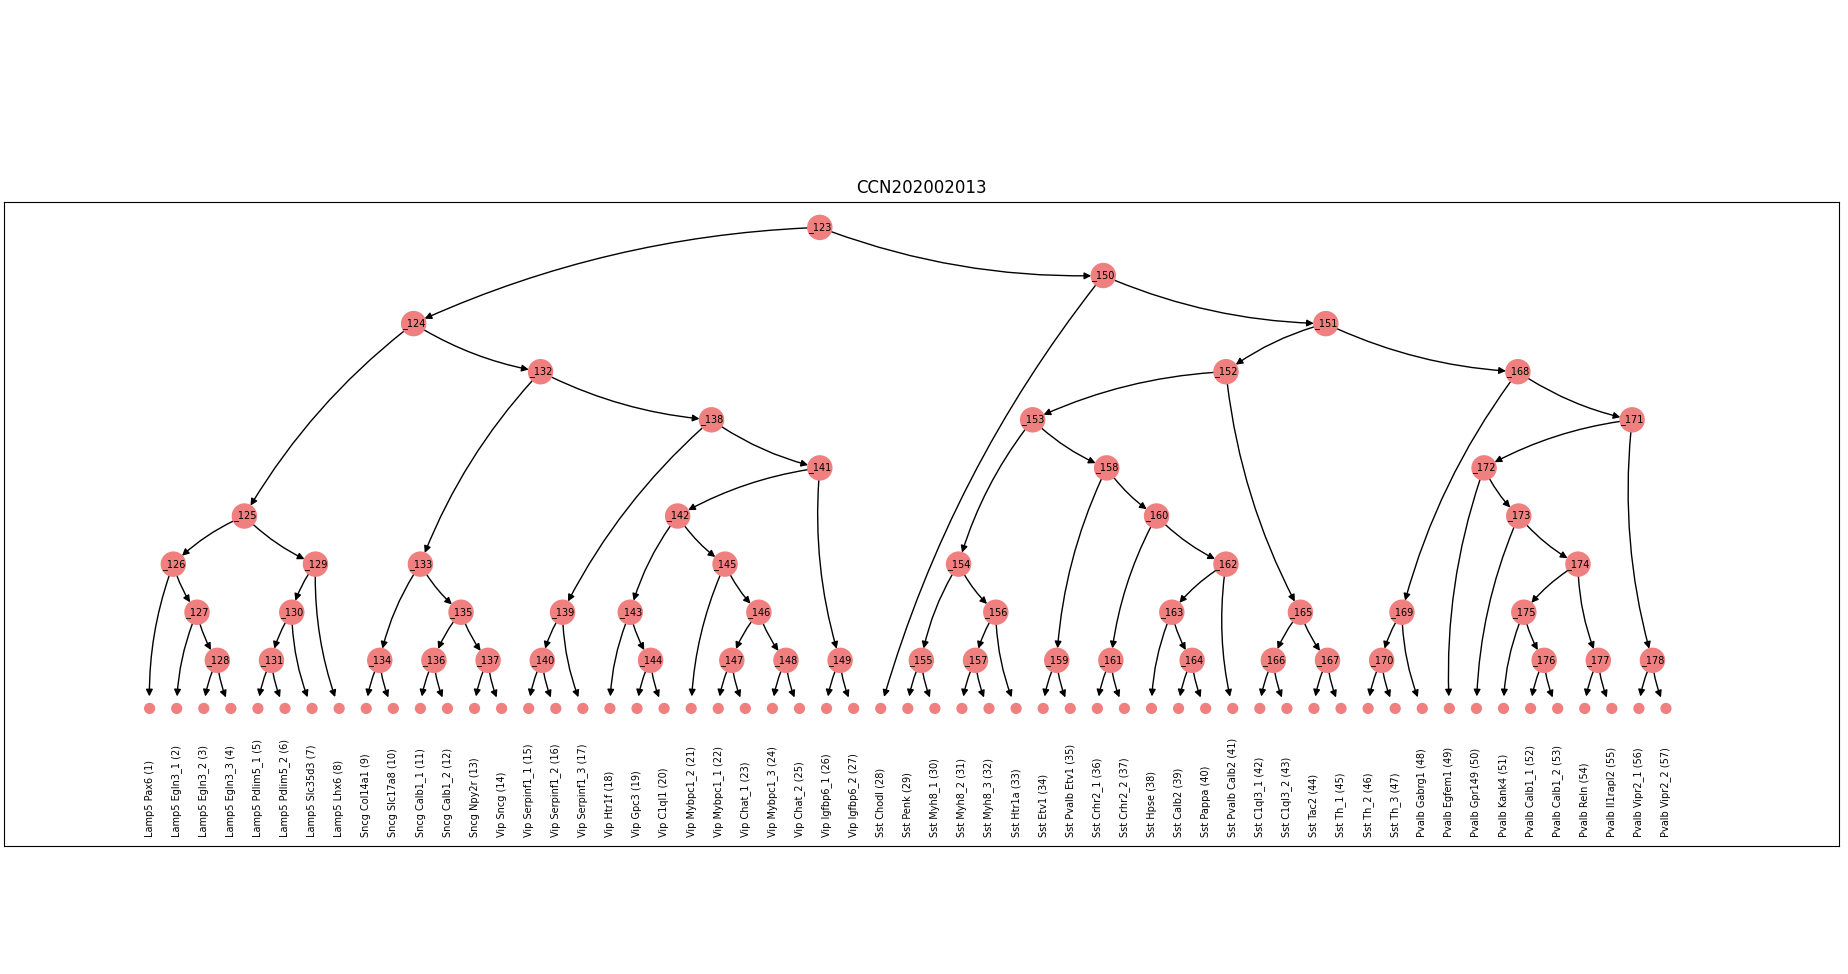 CCN202002013
_123
_150
_124
_151
_132
_152
_168
_138
_153
_171
_141
_158
_172
_125
_142
_160
_173
_126
_129
_133
_145
_154
_162
_174
_127
_130
_135
_139
_143
_146
_156
_163
_165
_169
_175
_128
_131
_134
_136
_137
_140
_144
_147
_148
_149
_155
_157
_159
_161
_164
_166
_167
_170
_176
_177
_178
Lamp5 Pax6 (1)
Lamp5 Egln3_1 (2)
Lamp5 Egln3_2 (3)
Lamp5 Egln3_3 (4)
Lamp5 Pdlim5_1 (5)
Lamp5 Pdlim5_2 (6)
Lamp5 Slc35d3 (7)
Lamp5 Lhx6 (8)
Sncg Col14a1 (9)
Sncg Slc17a8 (10)
Sncg Calb1_1 (11)
Sncg Calb1_2 (12)
Sncg Npy2r (13)
Vip Sncg (14)
Vip Serpinf1_1 (15)
Vip Serpinf1_2 (16)
Vip Serpinf1_3 (17)
Vip Htr1f (18)
Vip Gpc3 (19)
Vip C1ql1 (20)
Vip Mybpc1_2 (21)
Vip Mybpc1_1 (22)
Vip Chat_1 (23)
Vip Mybpc1_3 (24)
Vip Chat_2 (25)
Vip Igfbp6_1 (26)
Vip Igfbp6_2 (27)
Sst Chodl (28)
Sst Penk (29)
Sst Myh8_1 (30)
Sst Myh8_2 (31)
Sst Myh8_3 (32)
Sst Htr1a (33)
Sst Etv1 (34)
Sst Pvalb Etv1 (35)
Sst Crhr2_1 (36)
Sst Crhr2_2 (37)
Sst Hpse (38)
Sst Calb2 (39)
Sst Pappa (40)
Sst Pvalb Calb2 (41)
Sst C1ql3_1 (42)
Sst C1ql3_2 (43)
Sst Tac2 (44)
Sst Th_1 (45)
Sst Th_2 (46)
Sst Th_3 (47)
Pvalb Gabrg1 (48)
Pvalb Egfem1 (49)
Pvalb Gpr149 (50)
Pvalb Kank4 (51)
Pvalb Calb1_1 (52)
Pvalb Calb1_2 (53)
Pvalb Reln (54)
Pvalb Il1rapl2 (55)
Pvalb Vipr2_1 (56)
Pvalb Vipr2_2 (57)